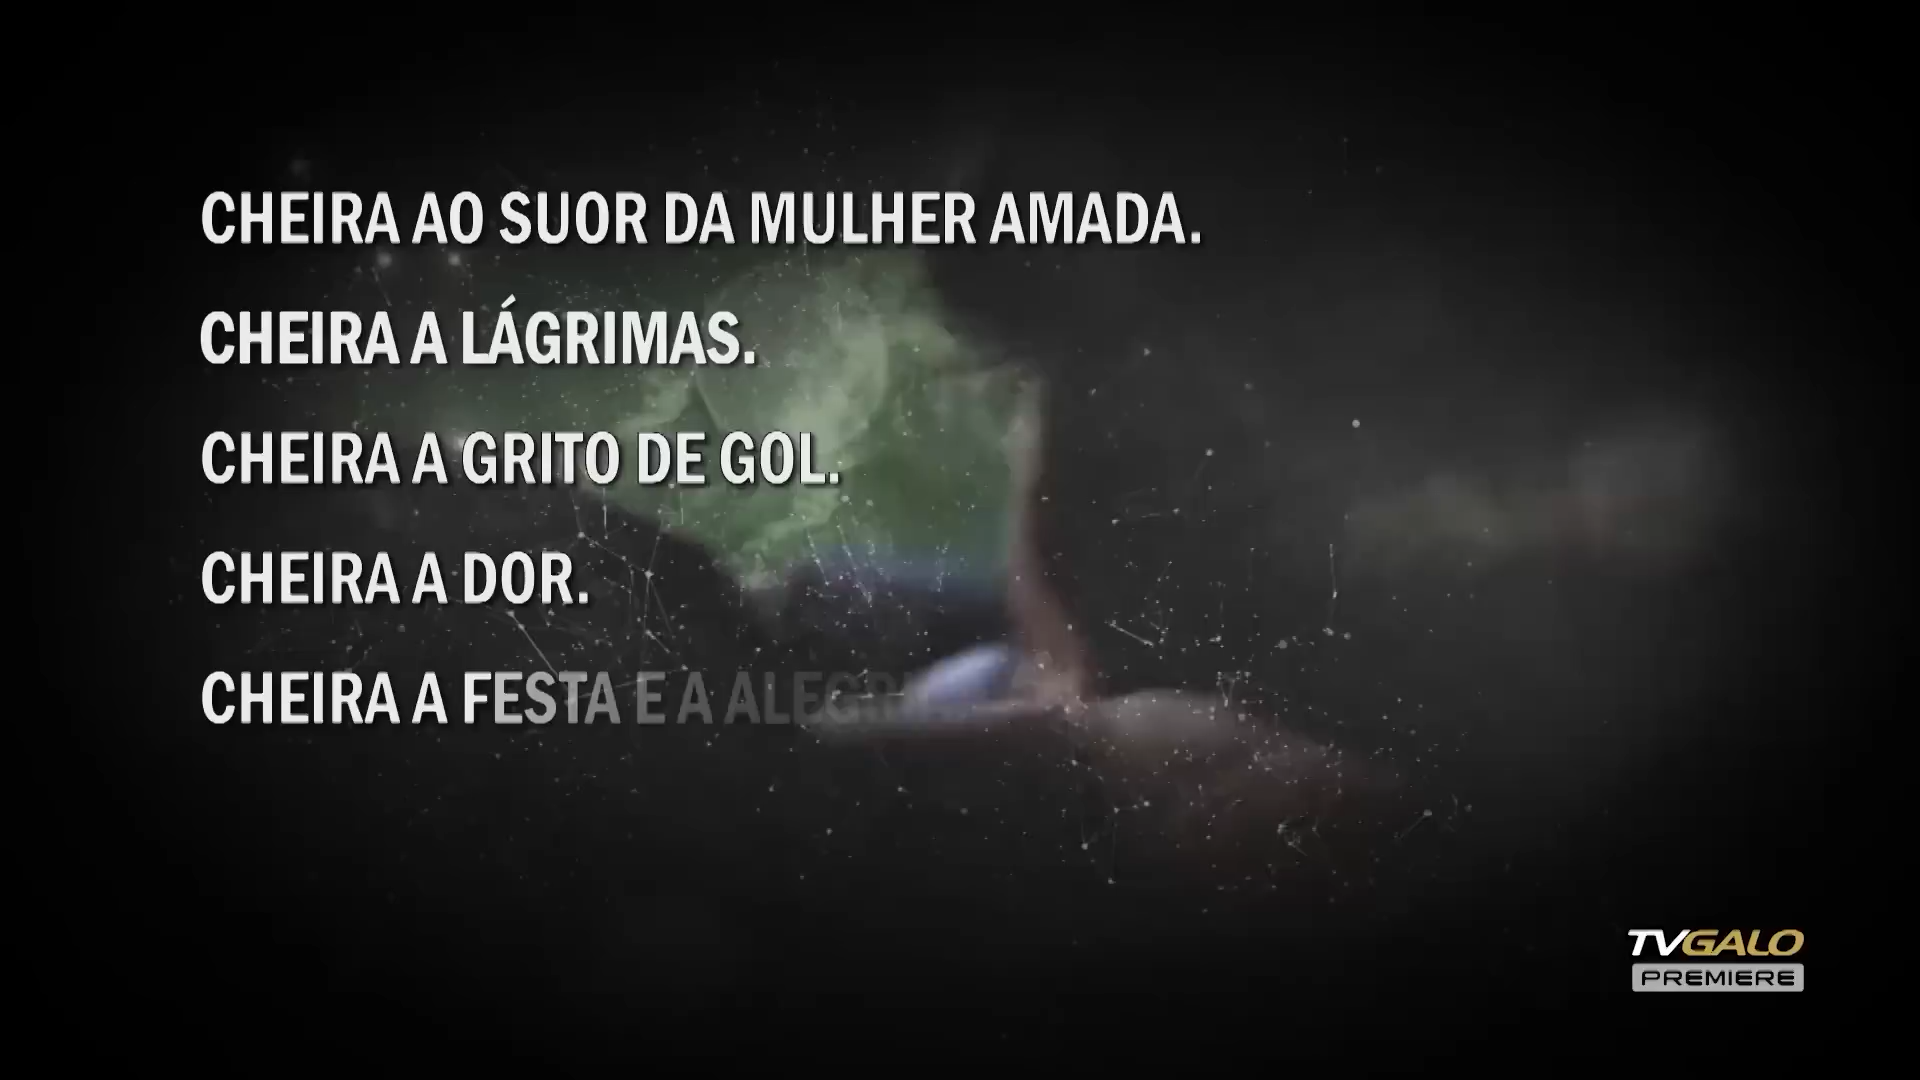 CHEIRA AO SUOR DA MULHER AMADA.
CHEIRA A LÁGRIMAS.
CHEIRA A GRITO DE GOL.
CHEIRA A DOR.
CHEIRA A FESTA E A
TVGALO
PREMIERE